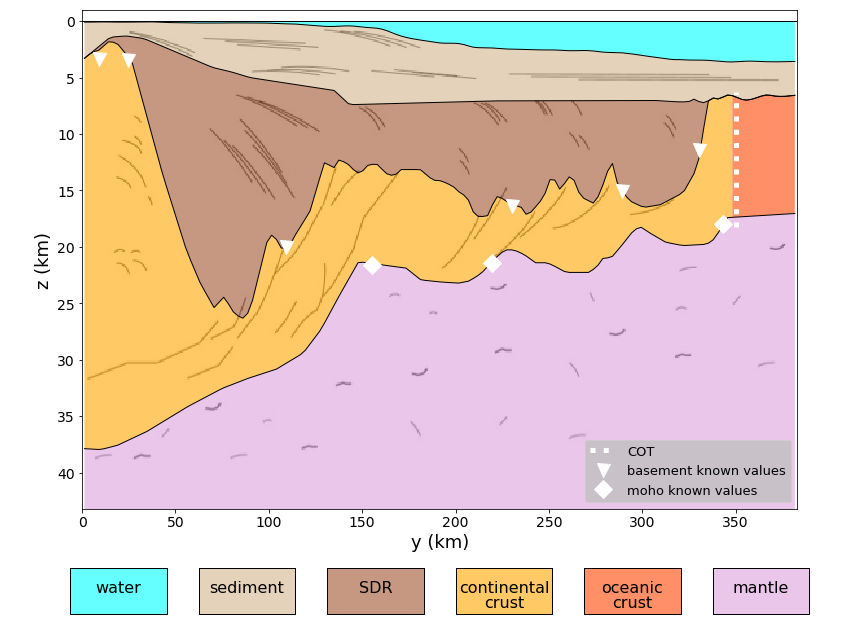 0
5
10
15
20
25
30
35
40
z (km)
0
50
100
150
200
250
300
350
y (km)
COT
basement known values
moho known values
water
sediment
SDR
continental
crust
oceanic
crust
mantle